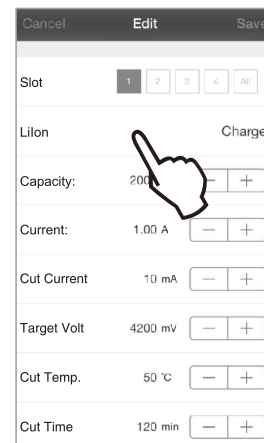 Cancel Edit Save
Slot 1 2 3 4 All
LiIon Charge
Capacity: 200 — +
Current: 1.00 A — +
Cut Current 10 mA — +
Target Volt 4200 mV — +
Cut Temp. 50 °C — +
Cut Time 120 min — +